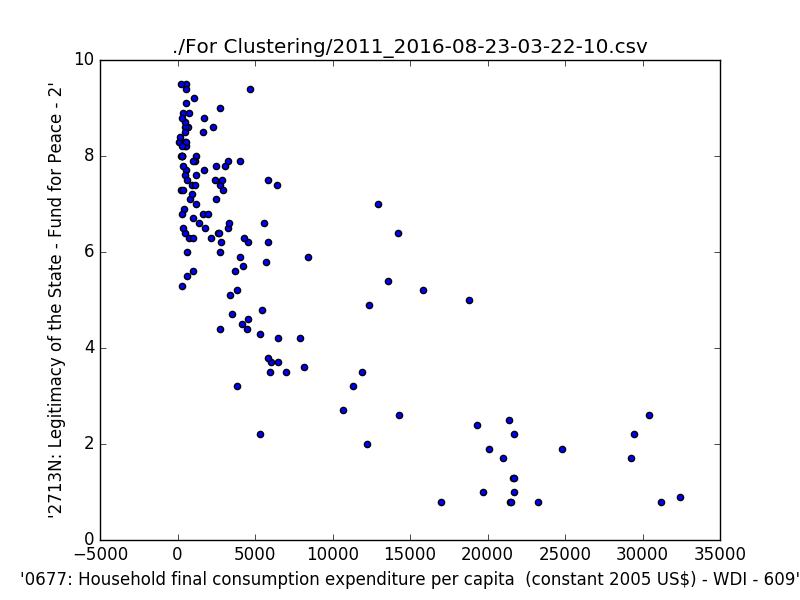 ./For Clustering/2011_2016-08-23-03-22-10.csv
10
8
6
4
2
0
'2713N: Legitimacy of the State - Fund for Peace - 2'
−5000 0 5000 10000 15000 20000 25000 30000 35000
'0677: Household final consumption expenditure per capita  (constant 2005 US$) - WDI - 609'